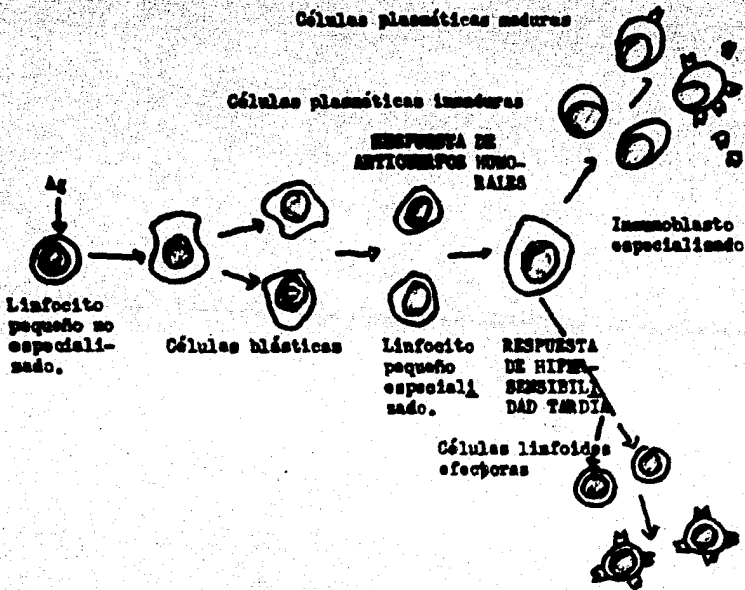 Células plasmáticas maduras
Células plasmáticas inmaduras
RESPUESTA DE
ANTICUERPOS HUMO-
RALES
Ag
Inmunoblasto
especializado
Linfocito
pequeño no
especiali-
zado.
Células blásticas
Linfocito
pequeño
especiali
zado.
RESPUESTA
DE HIPER-
SENSIBILI
DAD TARDIA
Células linfoides
efectoras